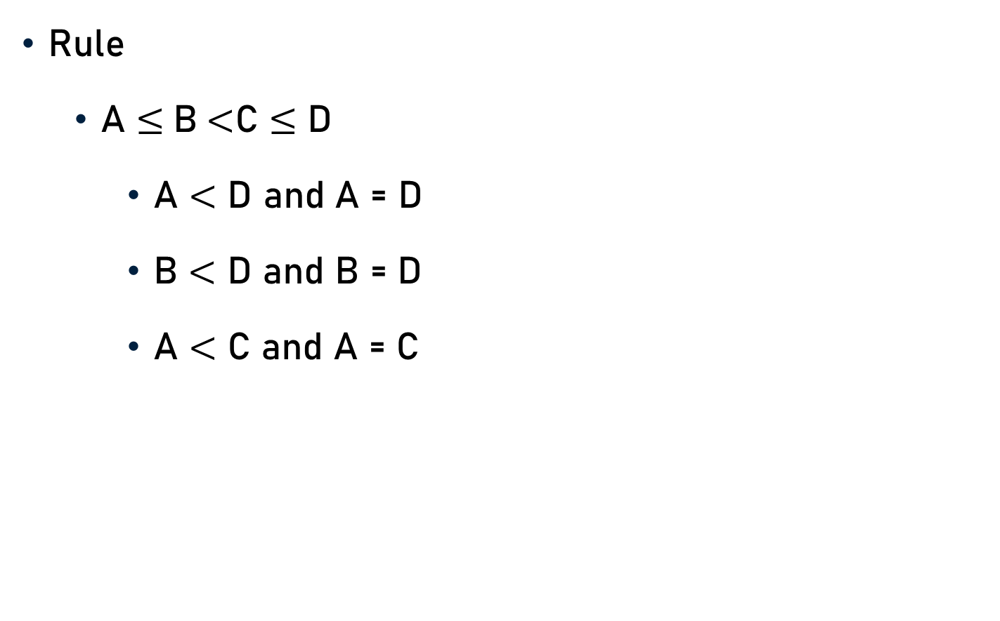 • Rule
• A ≤ B <C ≤ D
• A < D and A = D
• B < D and B = D
• A < C and A = C